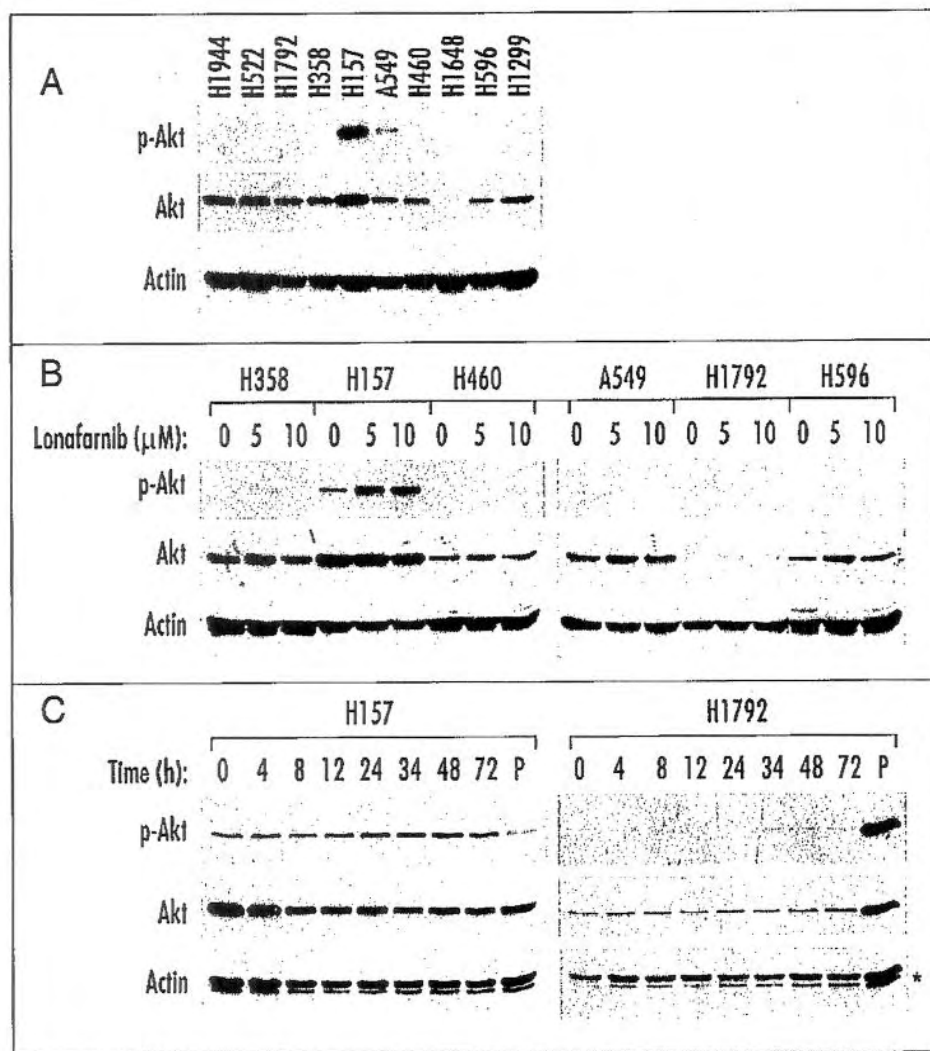 A
H1944 H522 H1792 H358 H157 A549 H460 H1648 H596 H1299
p-Akt
Akt
Actin
B
H358 H157 H460 A549 H1792 H596
Lonafarnib (μM): 0 5 10 0 5 10 0 5 10 0 5 10 0 5 10 0 5 10
p-Akt
Akt
Actin
C
H157 H1792
Time (h): 0 4 8 12 24 34 48 72 P 0 4 8 12 24 34 48 72 P
p-Akt
Akt
Actin *